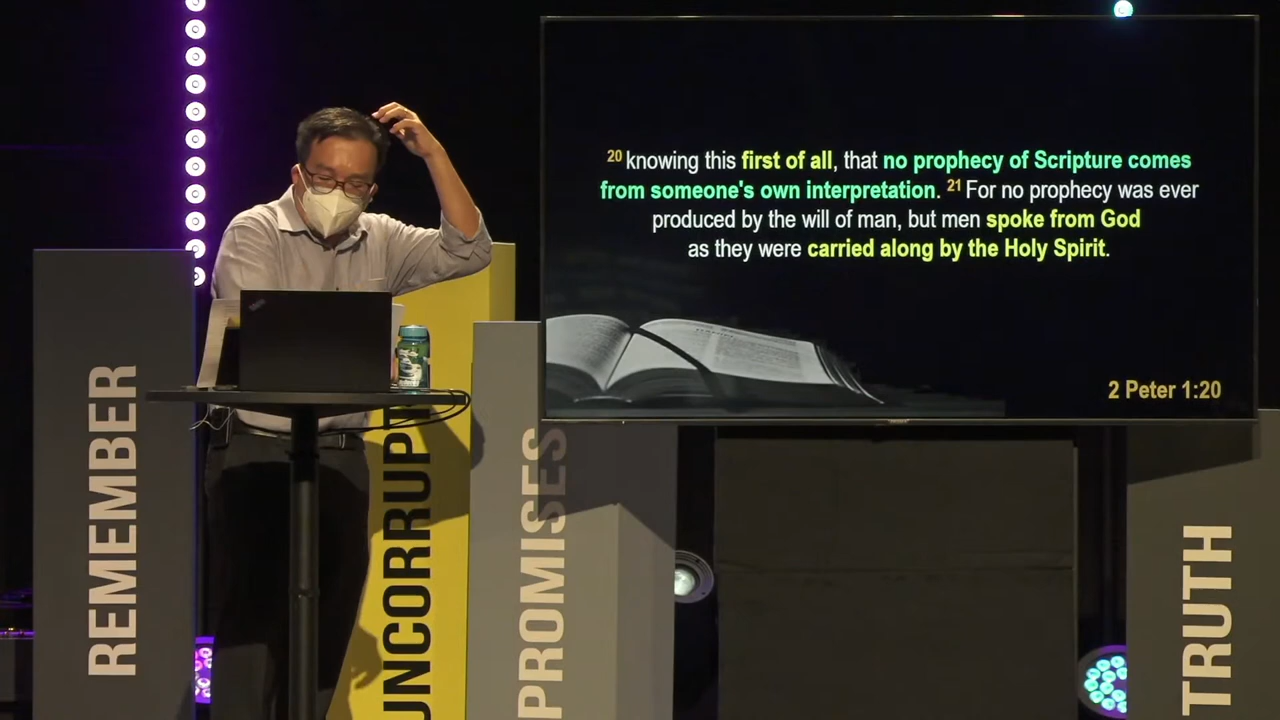 20 knowing this first of all, that no prophecy of Scripture comes
from someone's own interpretation. 21 For no prophecy was ever
produced by the will of man, but men spoke from God
as they were carried along by the Holy Spirit.
2 Peter 1:20
REMEMBER
UNCORRUPT
PROMISES
TRUTH